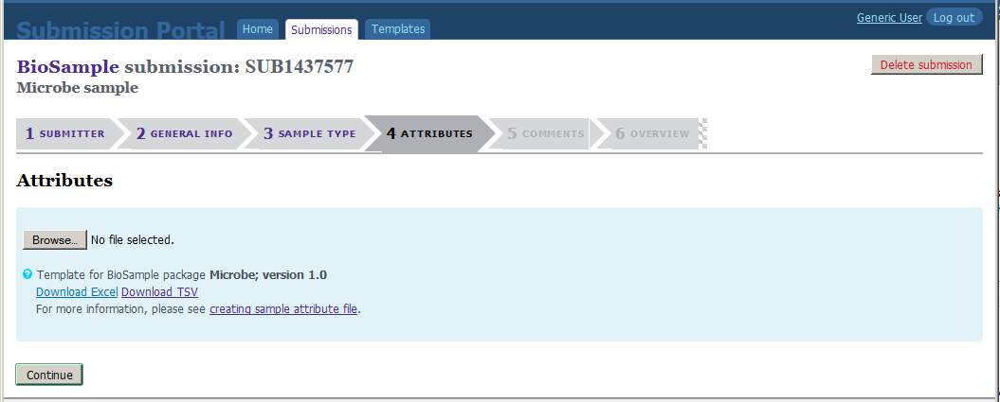 Generic User Log out
Submission Portal Home Submissions Templates
BioSample submission: SUB1437577
Delete submission
Microbe sample
1 SUBMITTER 2 GENERAL INFO 3 SAMPLE TYPE 4 ATTRIBUTES 5 COMMENTS 6 OVERVIEW
Attributes
Browse... No file selected.
? Template for BioSample package Microbe; version 1.0
Download Excel Download TSV
For more information, please see creating sample attribute file.
Continue